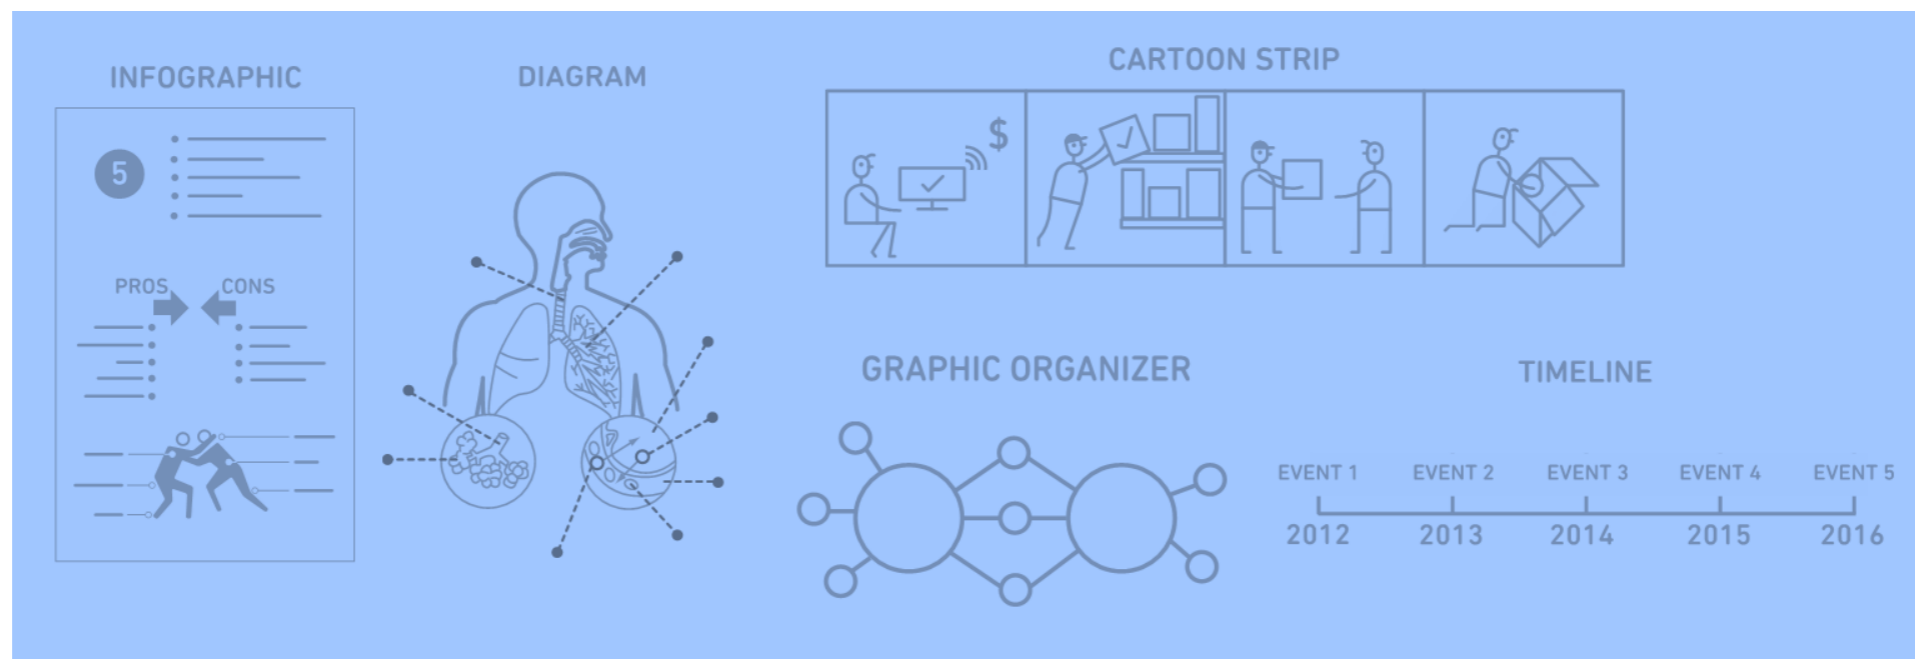 INFOGRAPHIC
5
PROS
CONS
DIAGRAM
CARTOON STRIP
$
GRAPHIC ORGANIZER
TIMELINE
EVENT 1 EVENT 2 EVENT 3 EVENT 4 EVENT 5
2012 2013 2014 2015 2016